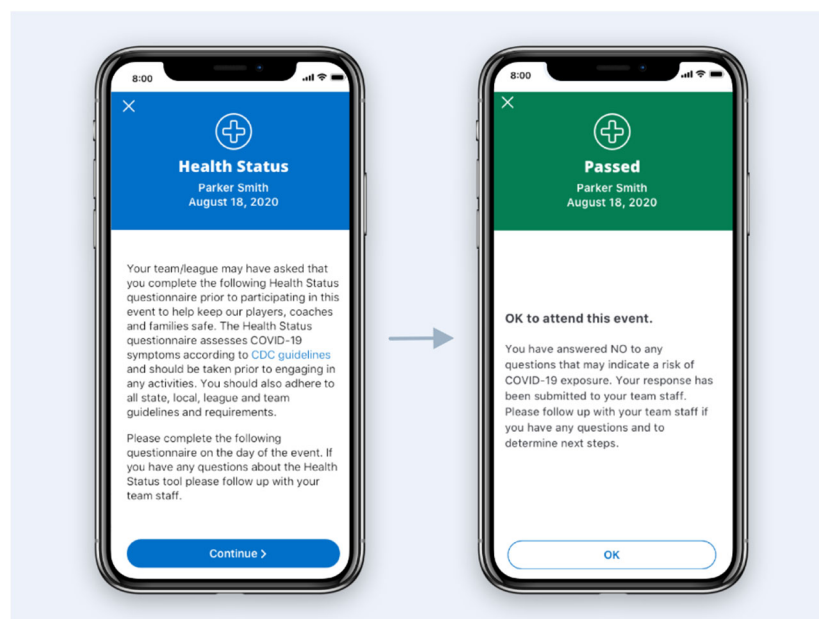 8:00
Health Status
Parker Smith
August 18, 2020
Your team/league may have asked that
you complete the following Health Status
questionnaire prior to participating in this
event to help keep our players, coaches
and families safe. The Health Status
questionnaire assesses COVID-19
symptoms according to CDC guidelines
and should be taken prior to engaging in
any activities. You should also adhere to
all state, local, league and team
guidelines and requirements.
Please complete the following
questionnaire on the day of the event. If
you have any questions about the Health
Status tool please follow up with your
team staff.
Continue
8:00
Passed
Parker Smith
August 18, 2020
OK to attend this event.
You have answered NO to any
questions that may indicate a risk of
COVID-19 exposure. Your response has
been submitted to your team staff.
Please follow up with your team staff if
you have any questions and to
determine next steps.
OK